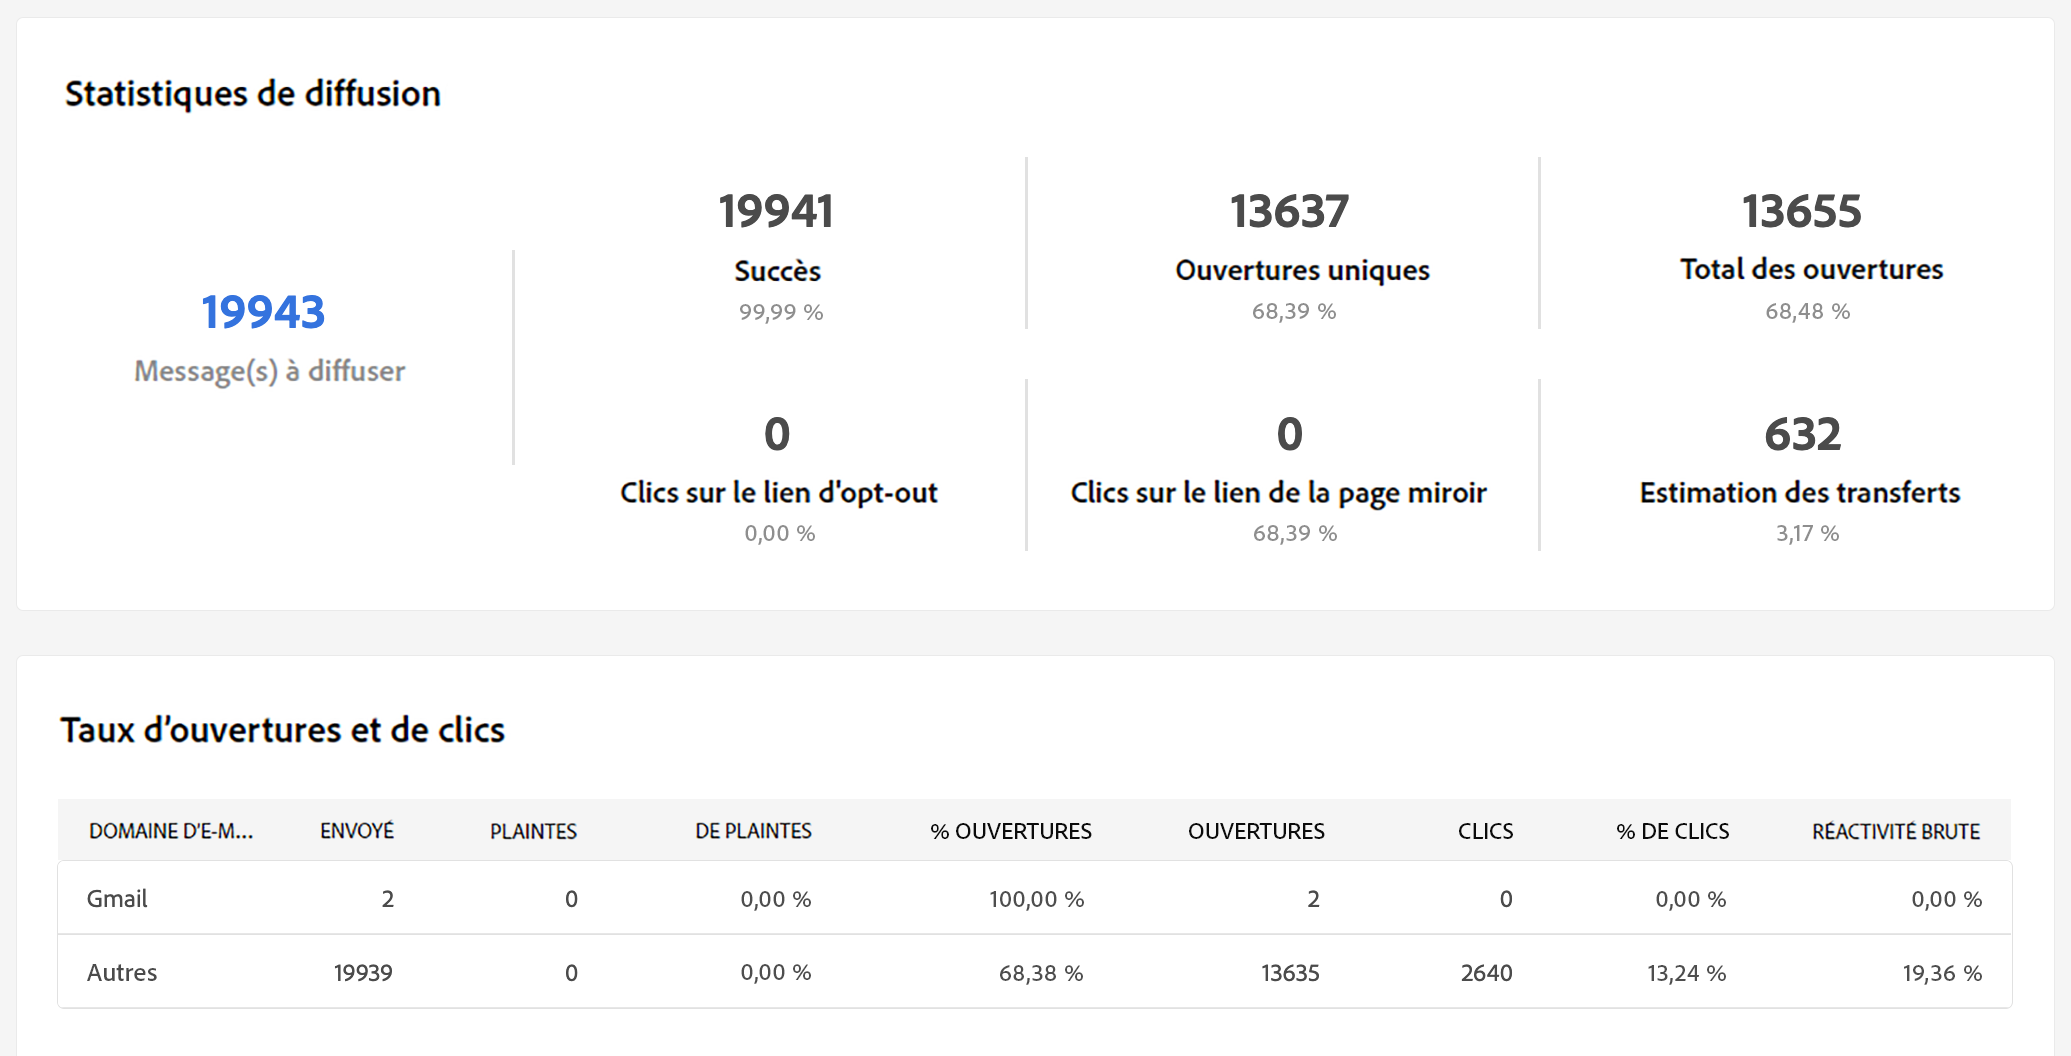 Statistiques de diffusion
19943
Message(s) à diffuser
19941
Succès
99,99 %
13637
Ouvertures uniques
68,39 %
13655
Total des ouvertures
68,48 %
0
Clics sur le lien d'opt-out
0,00 %
0
Clics sur le lien de la page miroir
68,39 %
632
Estimation des transferts
3,17 %
Taux d’ouvertures et de clics
DOMAINE D'E-M... ENVOYÉ PLAINTES DE PLAINTES % OUVERTURES OUVERTURES CLICS % DE CLICS RÉACTIVITÉ BRUTE
Gmail 2 0 0,00 % 100,00 % 2 0 0,00 % 0,00 %
Autres 19939 0 0,00 % 68,38 % 13635 2640 13,24 % 19,36 %